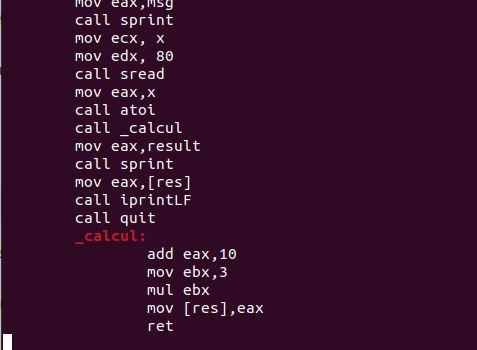 mov eax,msg
call sprint
mov ecx, x
mov edx, 80
call sread
mov eax,x
call atoi
call _calcul
mov eax,result
call sprint
mov eax,[res]
call iprintLF
call quit
_calcul:
add eax,10
mov ebx,3
mul ebx
mov [res],eax
ret